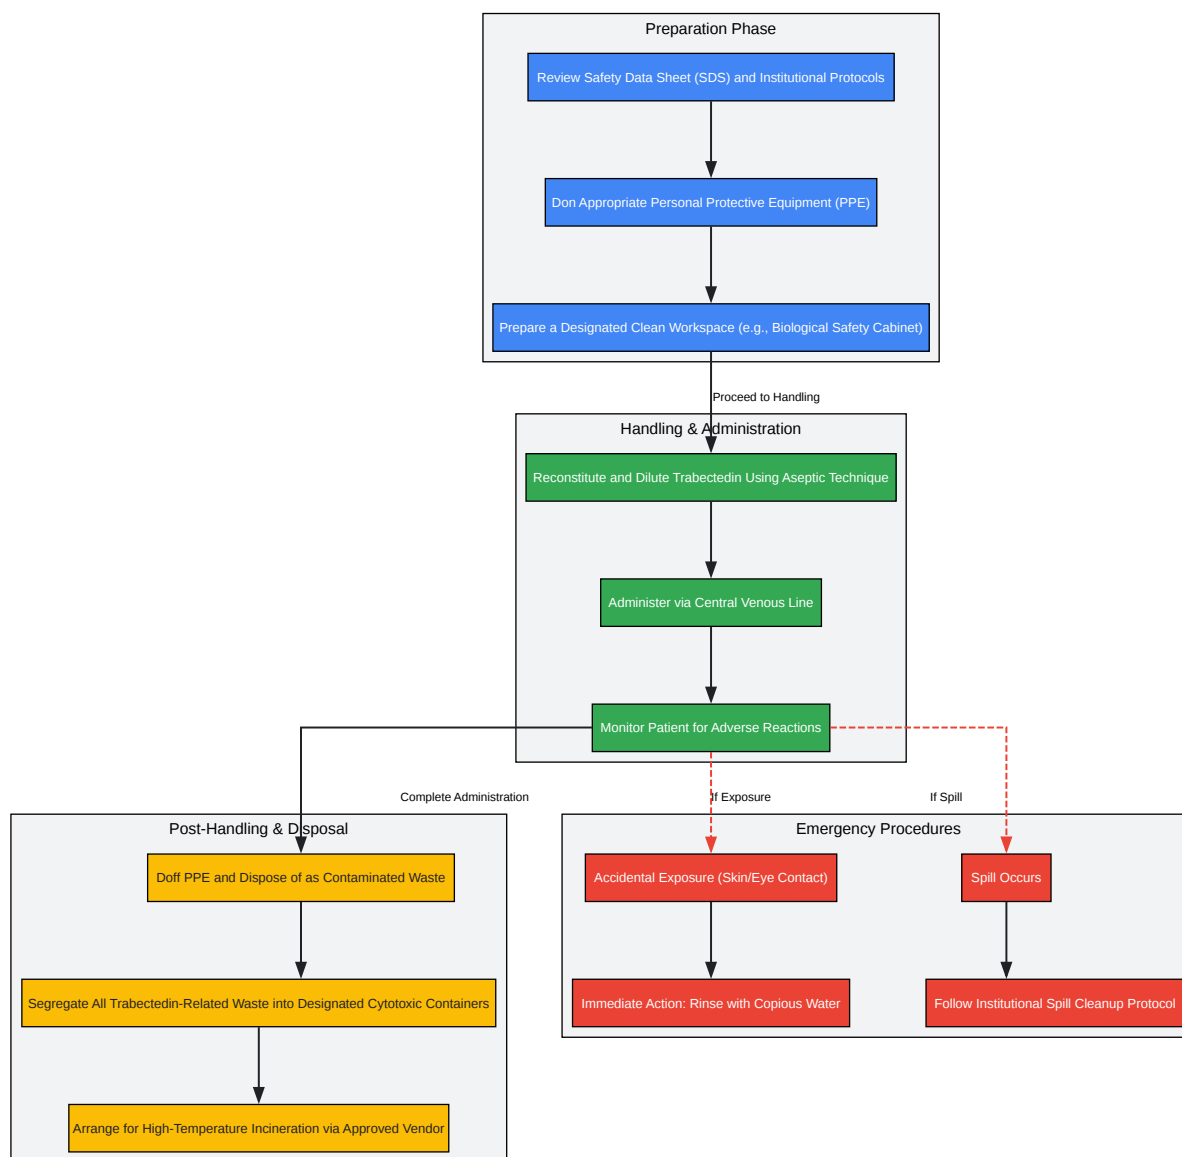 Preparation Phase
Review Safety Data Sheet (SDS) and Institutional Protocols
Don Appropriate Personal Protective Equipment (PPE)
Prepare a Designated Clean Workspace (e.g., Biological Safety Cabinet)
Proceed to Handling
Handling & Administration
Reconstitute and Dilute Trabectedin Using Aseptic Technique
Administer via Central Venous Line
Monitor Patient for Adverse Reactions
Complete Administration
If Exposure
If Spill
Post-Handling & Disposal
Doff PPE and Dispose of as Contaminated Waste
Segregate All Trabectedin-Related Waste into Designated Cytotoxic Containers
Arrange for High-Temperature Incineration via Approved Vendor
Emergency Procedures
Accidental Exposure (Skin/Eye Contact)
Spill Occurs
Immediate Action: Rinse with Copious Water
Follow Institutional Spill Cleanup Protocol